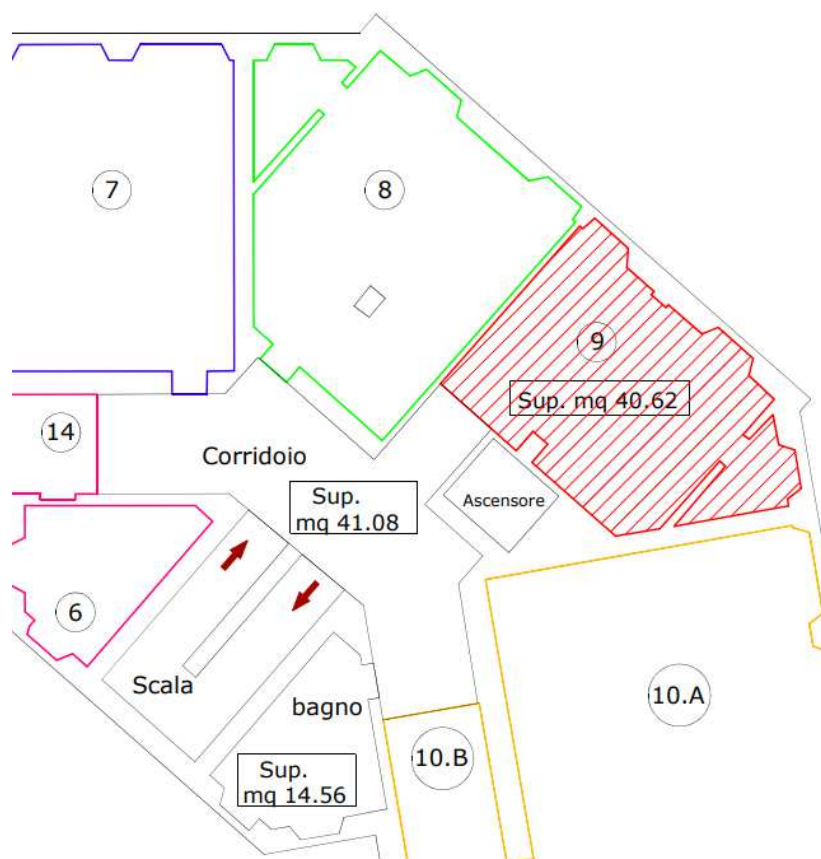 7
8
9
Sup. mq 40.62
14
Corridoio
Sup.
mq 41.08
Ascensore
6
Scala
bagno
10.A
10.B
Sup.
mq 14.56